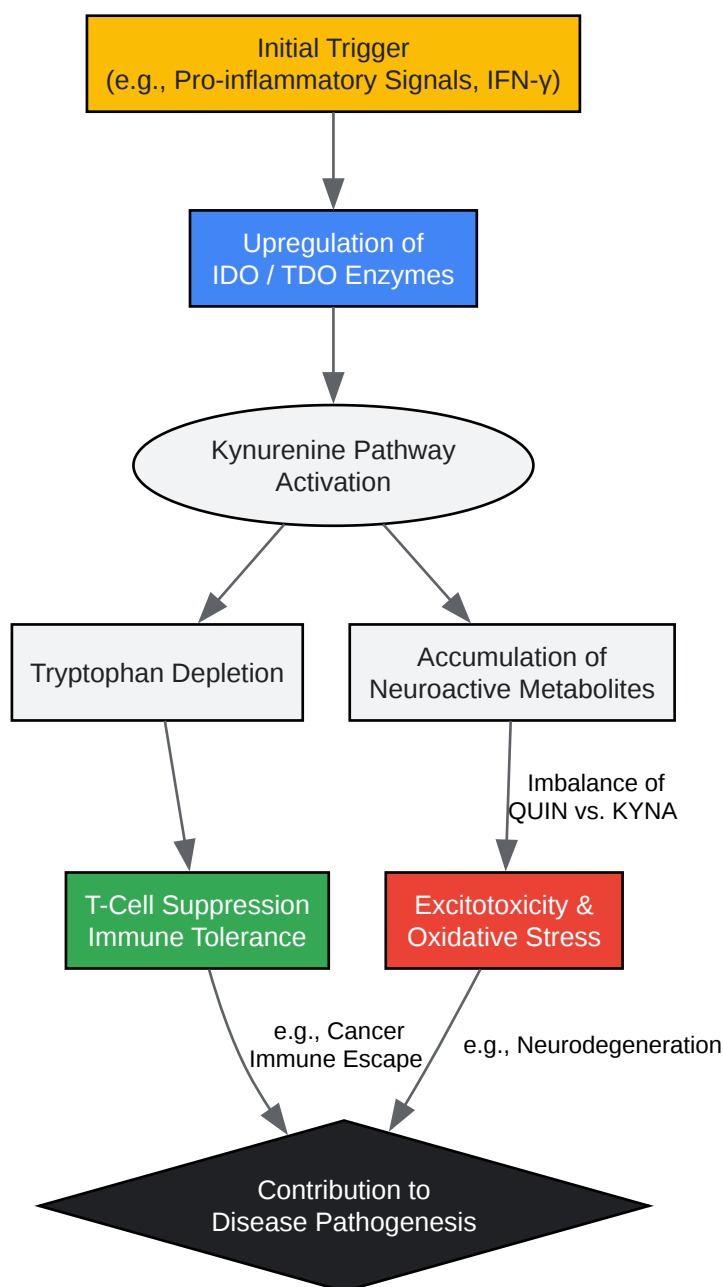 Initial Trigger
(e.g., Pro-inflammatory Signals, IFN-γ)
Upregulation of
IDO / TDO Enzymes
Kynurenine Pathway
Activation
Tryptophan Depletion
Accumulation of
Neuroactive Metabolites
Imbalance of
QUIN vs. KYNA
T-Cell Suppression
Immune Tolerance
Excitotoxicity &
Oxidative Stress
e.g., Cancer
Immune Escape
e.g., Neurodegeneration
Contribution to
Disease Pathogenesis